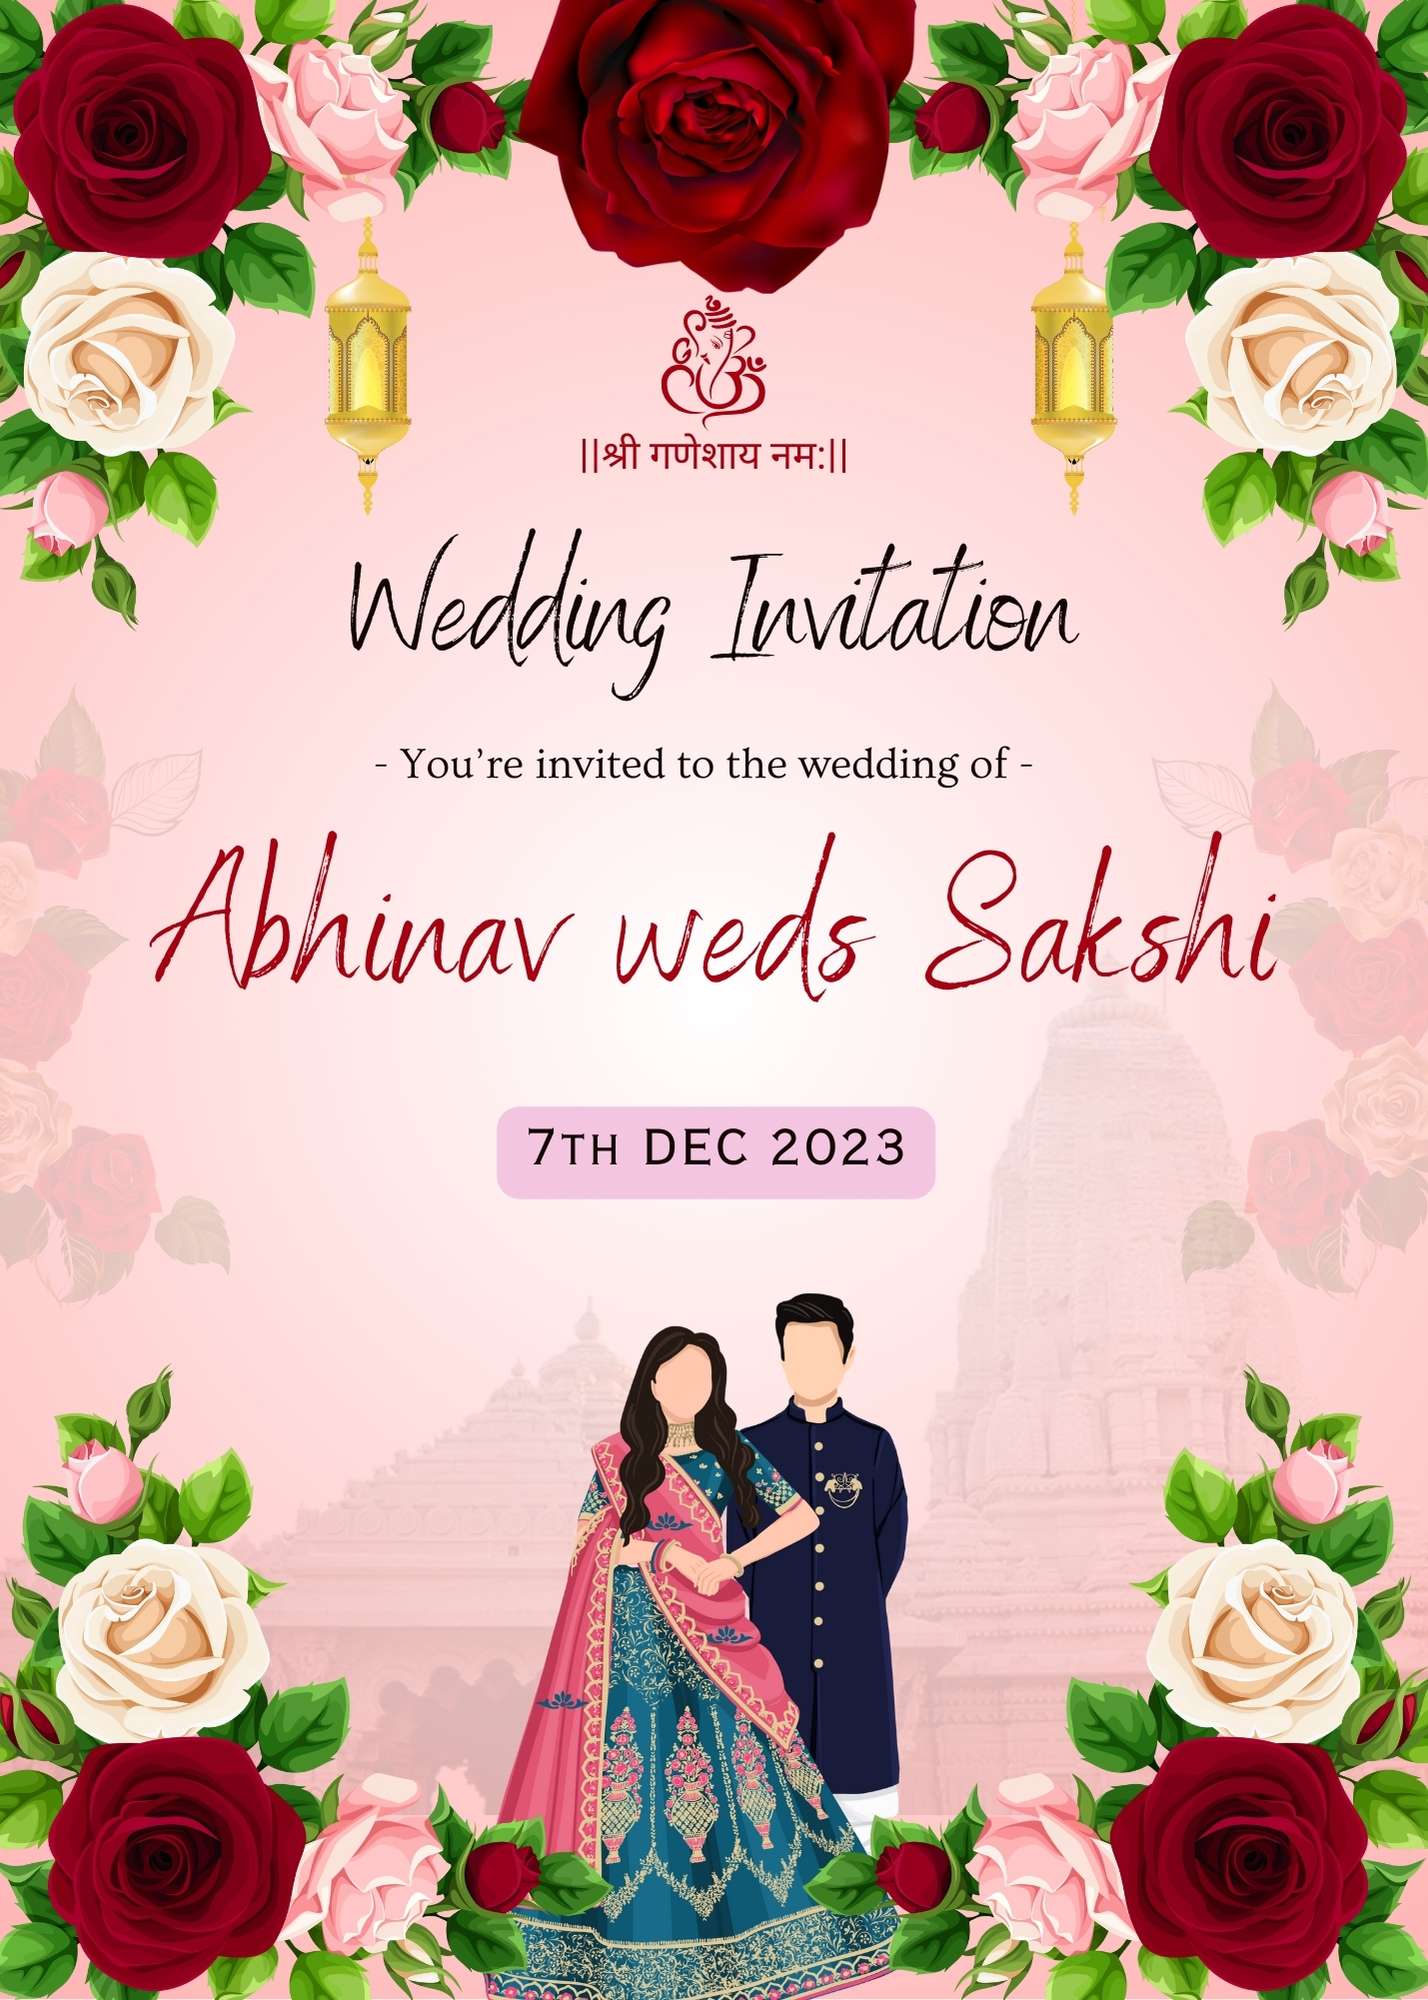 ||श्री गणेशाय नम:||
Wedding Invitation
- You’re invited to the wedding of -
Abhinav weds Sakshi
7TH DEC 2023